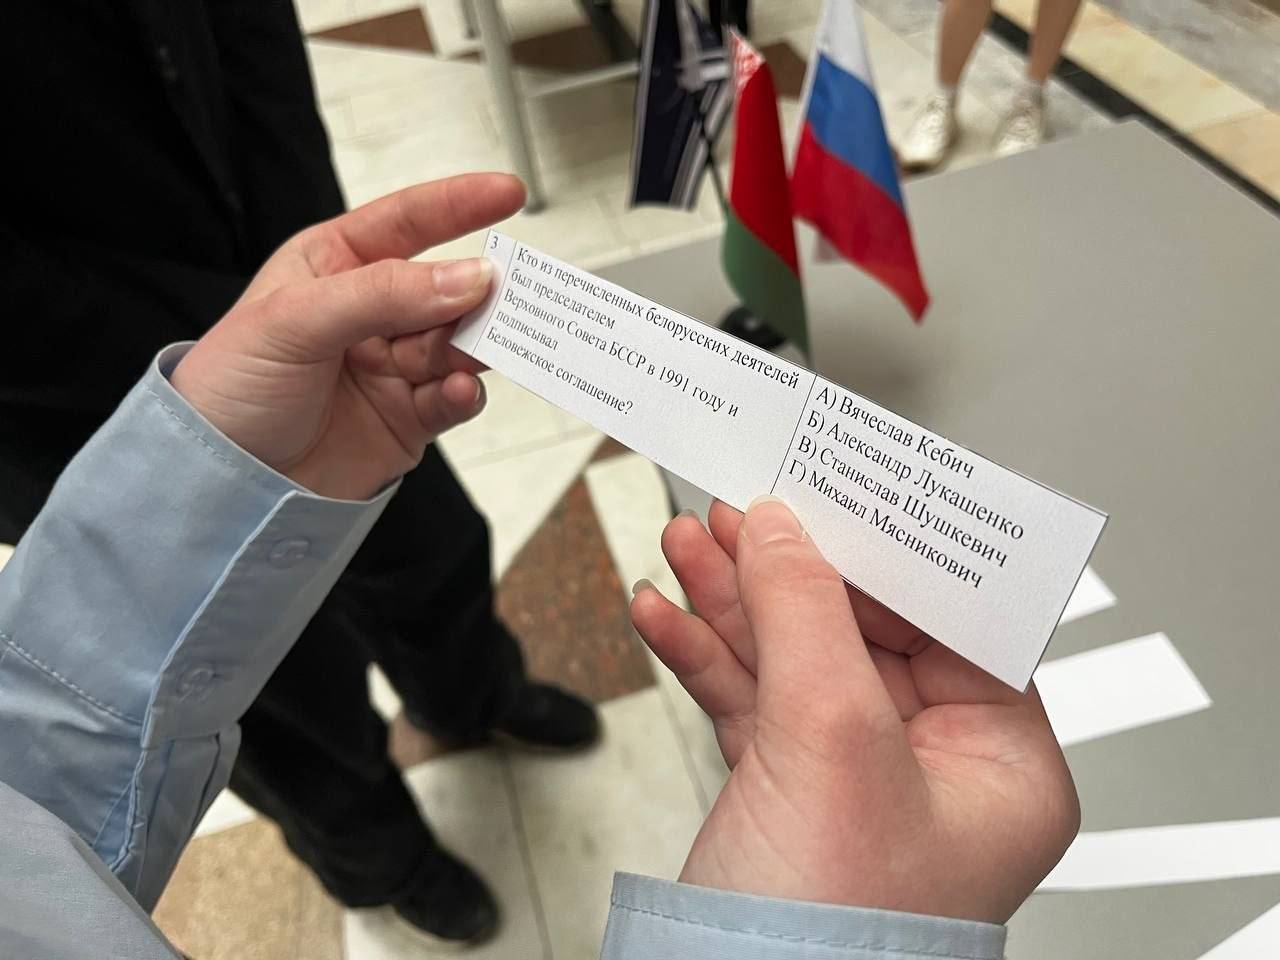 3
Кто из перечисленных белорусских деятелей
был председателем
Верховного Совета БССР в 1991 году и
подписывал
Беловежское соглашение?
А) Вячеслав Кебич
Б) Александр Лукашенко
В) Станислав Шушкевич
Г) Михаил Мясникович